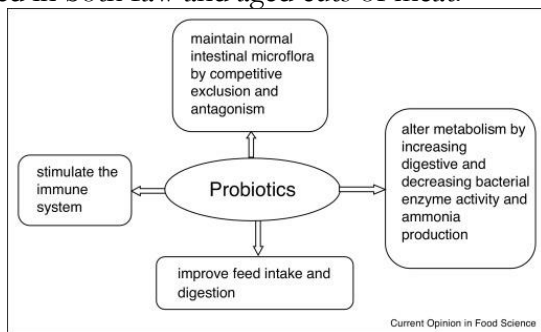 maintain normal
intestinal microflora
by competitive
exclusion and
antagonism
stimulate the
immune
system
Probiotics
alter metabolism by
increasing
digestive and
decreasing bacterial
enzyme activity and
ammonia
production
improve feed intake and
digestion
Current Opinion in Food Science